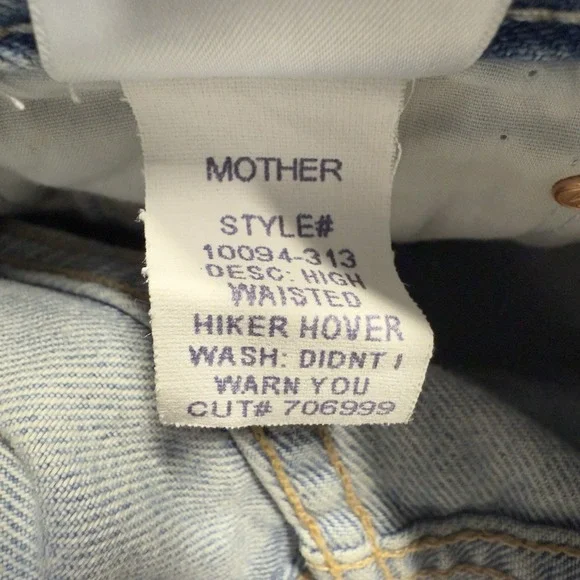 MOTHER
STYLE#
10094-313
DESC: HIGH
WAISTED
HIKER HOVER
WASH: DIDNT I
WARN YOU
CUT# 706999